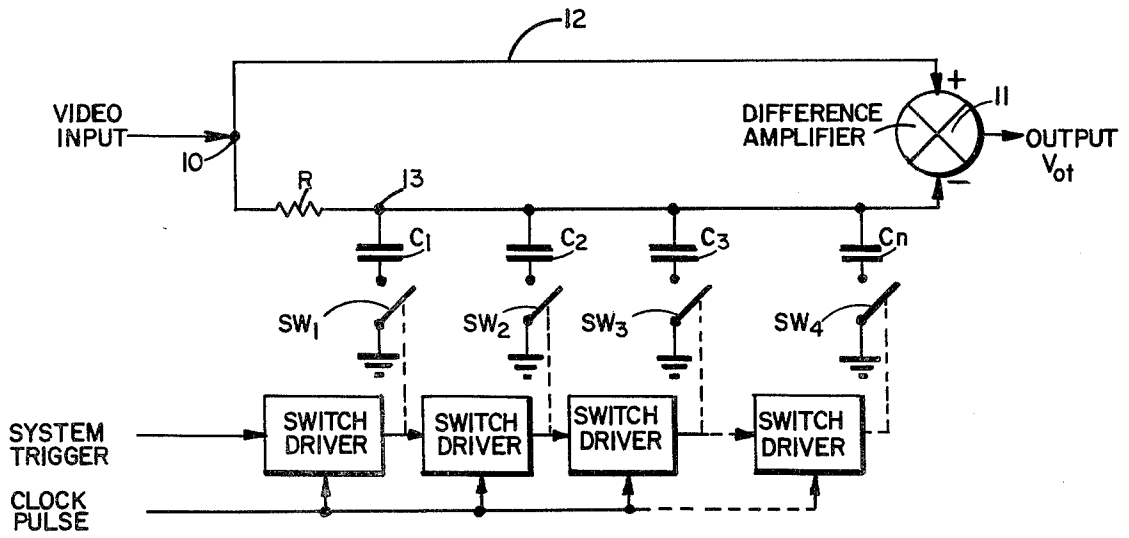 12
VIDEO
INPUT
10
DIFFERENCE
AMPLIFIER
+
11
OUTPUT
Vot
R
13
−
C1
C2
C3
Cn
SW1
SW2
SW3
SW4
SWITCH
DRIVER
SWITCH
DRIVER
SWITCH
DRIVER
SWITCH
DRIVER
SYSTEM
TRIGGER
CLOCK
PULSE